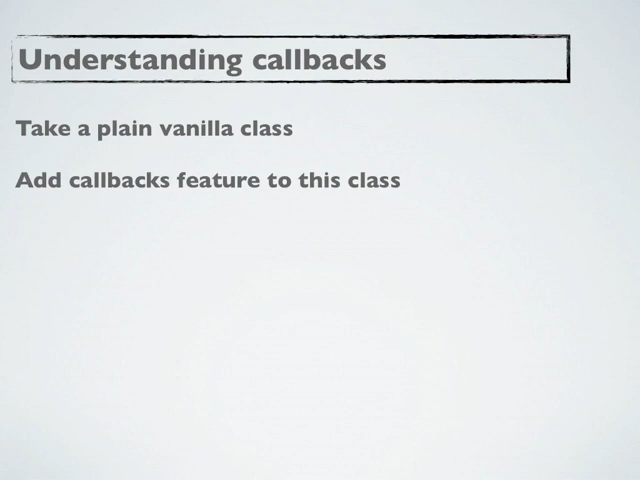 Understanding callbacks
Take a plain vanilla class
Add callbacks feature to this class